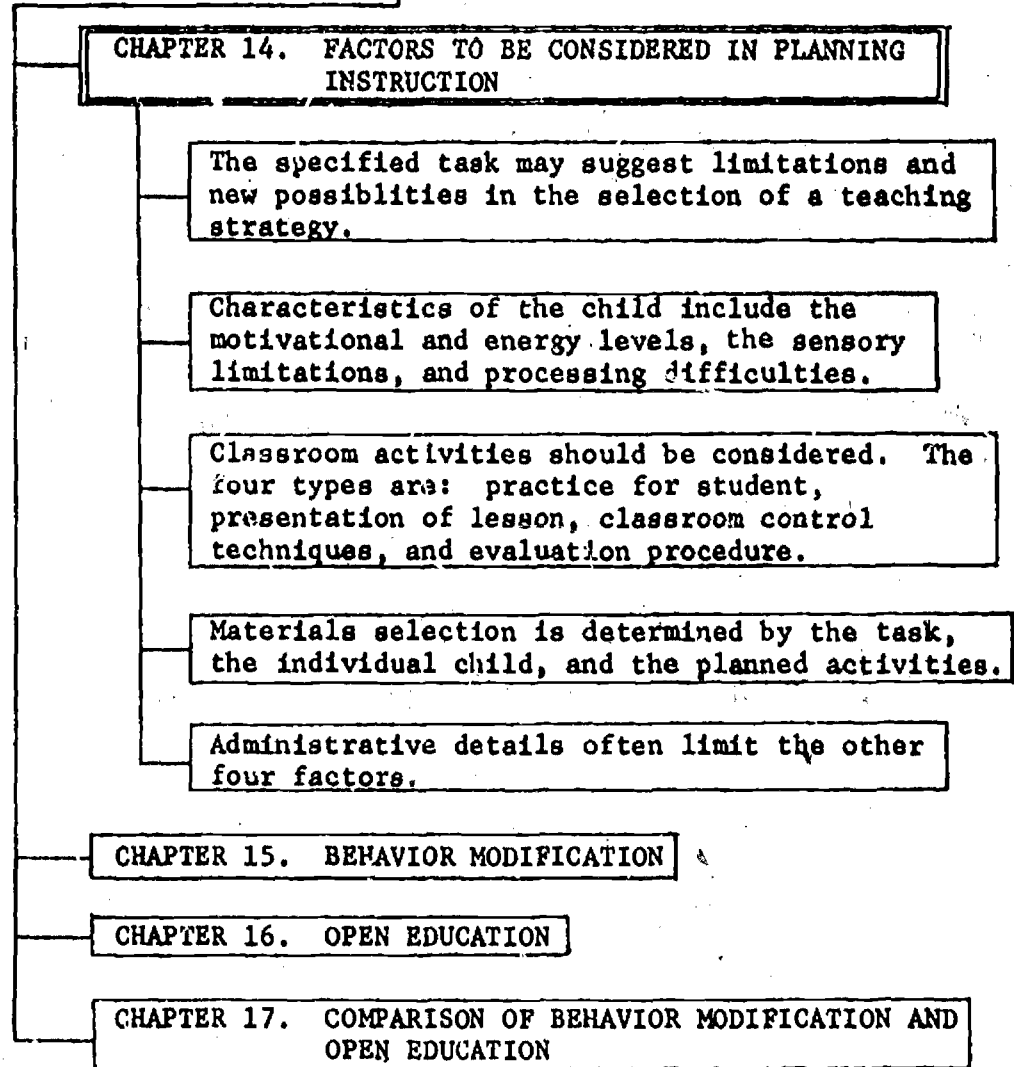 CHAPTER 14. FACTORS TO BE CONSIDERED IN PLANNING
INSTRUCTION
The specified task may suggest limitations and
new possiblities in the selection of a teaching
strategy.
Characteristics of the child include the
motivational and energy levels, the sensory
limitations, and processing difficulties.
Classroom activities should be considered. The
four types are: practice for student,
presentation of lesson, classroom control
techniques, and evaluation procedure.
Materials selection is determined by the task,
the individual child, and the planned activities.
Administrative details often limit the other
four factors.
CHAPTER 15. BEHAVIOR MODIFICATION
CHAPTER 16. OPEN EDUCATION
CHAPTER 17. COMPARISON OF BEHAVIOR MODIFICATION AND
OPEN EDUCATION